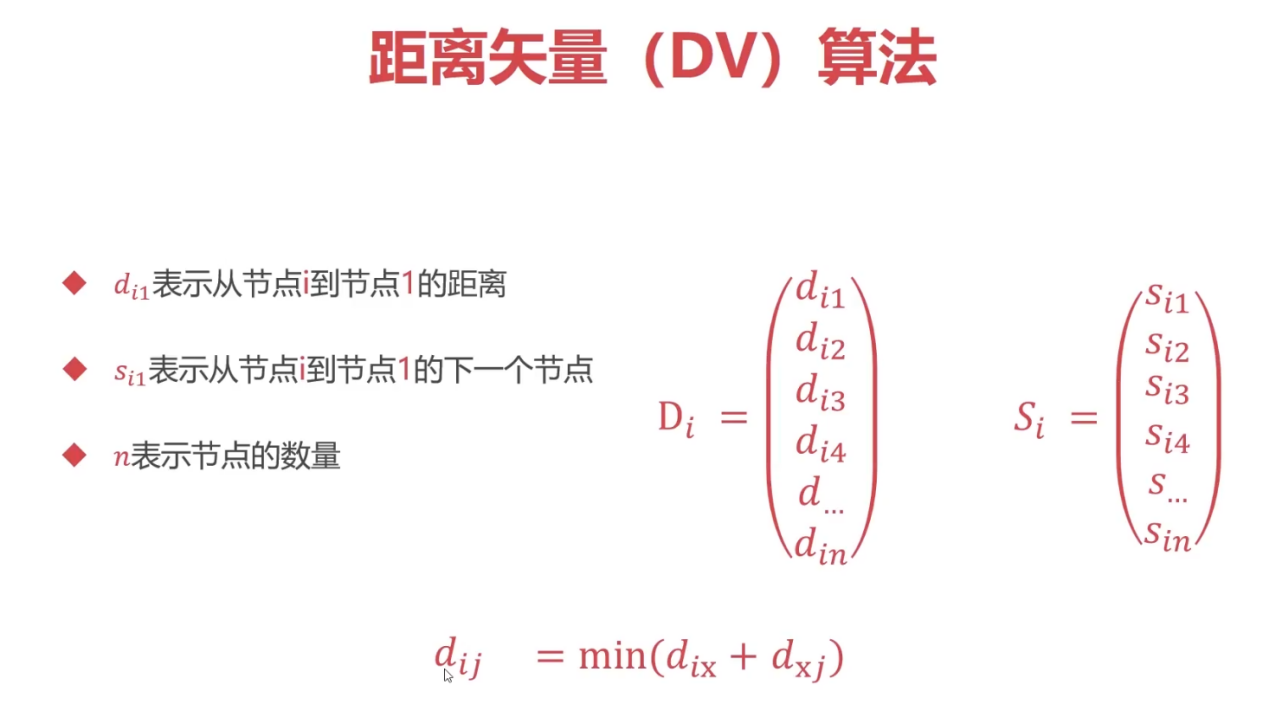 距离矢量（DV）算法
◆ d_{i1}表示从节点i到节点1的距离
◆ s_{i1}表示从节点i到节点1的下一个节点
◆ n表示节点的数量
D_i =
d_{i1}
d_{i2}
d_{i3}
d_{i4}
d_{...}
d_{in}
S_i =
s_{i1}
s_{i2}
s_{i3}
s_{i4}
s_{...}
s_{in}
d_{ij} = min(d_{ix} + d_{xj})